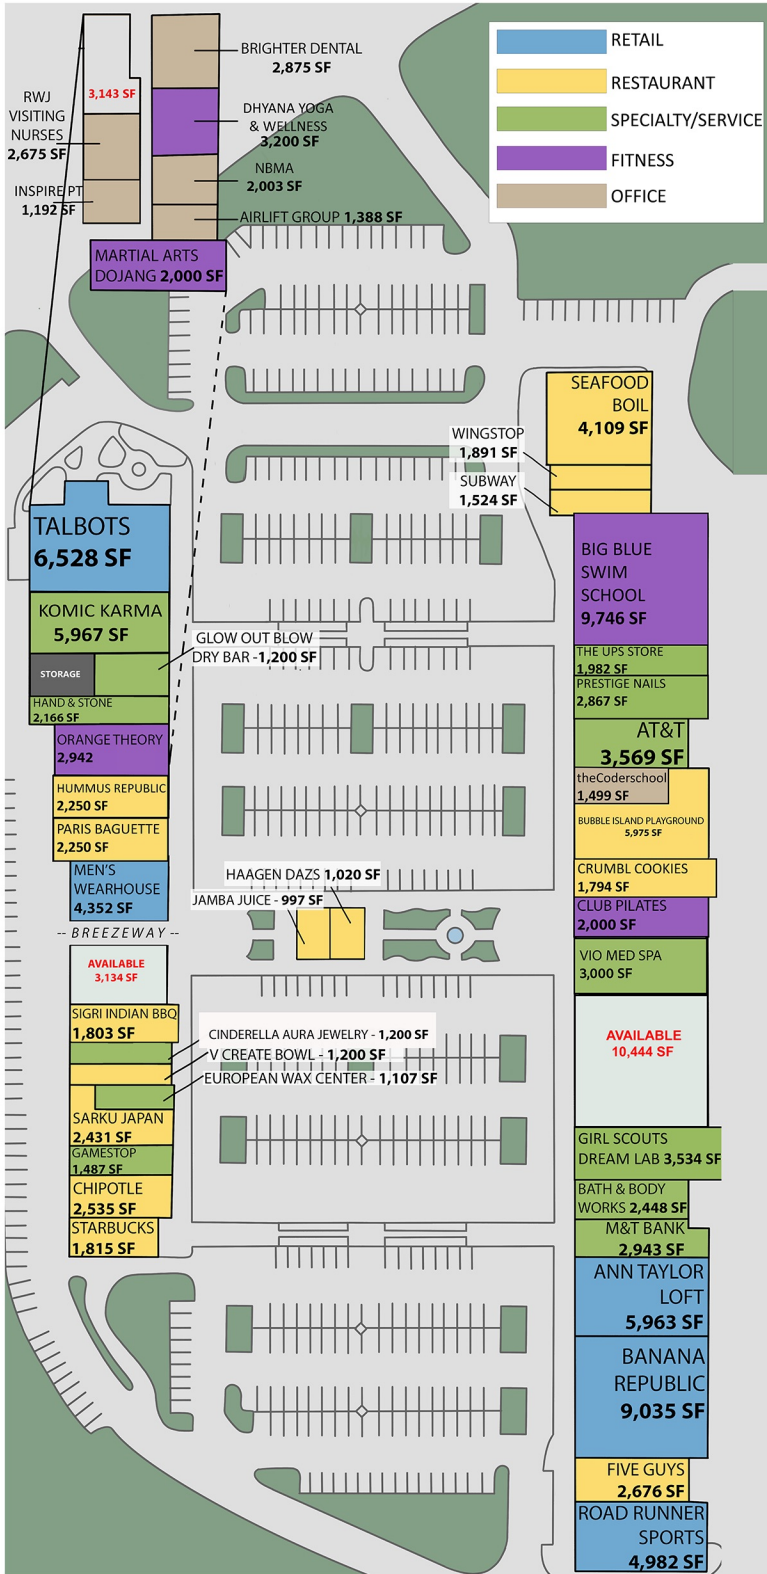 RETAIL
RESTAURANT
SPECIALTY/SERVICE
FITNESS
OFFICE
3,143 SF
RWJ
VISITING
NURSES
2,675 SF
INSPIRE PT
1,192 SF
BRIGHTER DENTAL
2,875 SF
DHYANA YOGA
& WELLNESS
3,200 SF
NBMA
2,003 SF
AIRLIFT GROUP 1,388 SF
MARTIAL ARTS
DOJANG 2,000 SF
TALBOTS
6,528 SF
KOMIC KARMA
5,967 SF
GLOW OUT BLOW
DRY BAR -1,200 SF
STORAGE
HAND & STONE
2,166 SF
ORANGE THEORY
2,942
HUMMUS REPUBLIC
2,250 SF
PARIS BAGUETTE
2,250 SF
MEN'S
WEARHOUSE
4,352 SF
-- BREEZEWAY --
AVAILABLE
3,134 SF
SIGRI INDIAN BBQ
1,803 SF
CINDERELLA AURA JEWELRY - 1,200 SF
V CREATE BOWL - 1,200 SF
EUROPEAN WAX CENTER - 1,107 SF
SARKU JAPAN
2,431 SF
GAMESTOP
1,487 SF
CHIPOTLE
2,535 SF
STARBUCKS
1,815 SF
HAAGEN DAZS 1,020 SF
JAMBA JUICE - 997 SF
SEAFOOD
BOIL
4,109 SF
WINGSTOP
1,891 SF
SUBWAY
1,524 SF
BIG BLUE
SWIM
SCHOOL
9,746 SF
THE UPS STORE
1,982 SF
PRESTIGE NAILS
2,867 SF
AT&T
3,569 SF
theCoderschool
1,499 SF
BUBBLE ISLAND PLAYGROUND
5,975 SF
CRUMBL COOKIES
1,794 SF
CLUB PILATES
2,000 SF
VIO MED SPA
3,000 SF
AVAILABLE
10,444 SF
GIRL SCOUTS
DREAM LAB 3,534 SF
BATH & BODY
WORKS 2,448 SF
M&T BANK
2,943 SF
ANN TAYLOR
LOFT
5,963 SF
BANANA
REPUBLIC
9,035 SF
FIVE GUYS
2,676 SF
ROAD RUNNER
SPORTS
4,982 SF